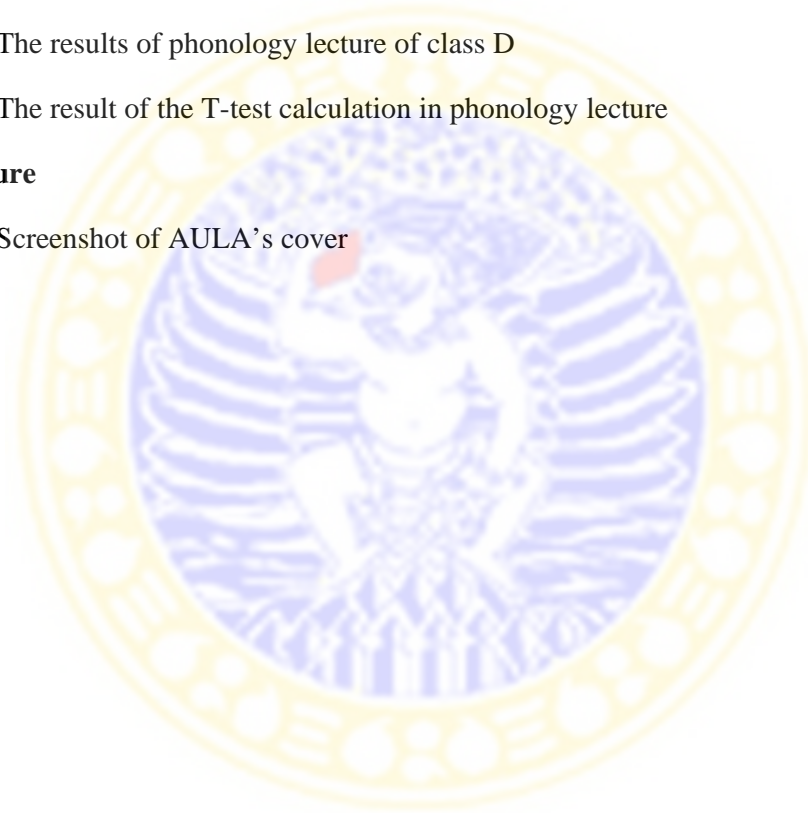 The results of phonology lecture of class D
The result of the T-test calculation in phonology lecture
ure
Screenshot of AULA’s cover